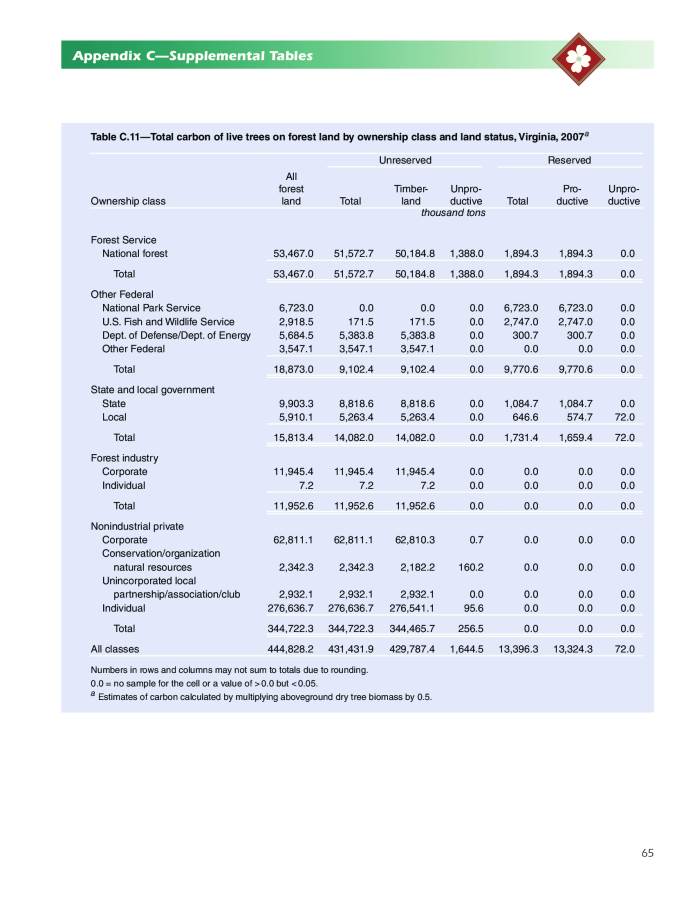 Appendix C—Supplemental Tables
Table C.11—Total carbon of live trees on forest land by ownership class and land status, Virginia, 2007a
Unreserved Reserved
All
forest Timber- Unpro- Pro- Unpro-
Ownership class land Total land ductive Total ductive ductive
thousand tons
Forest Service
National forest 53,467.0 51,572.7 50,184.8 1,388.0 1,894.3 1,894.3 0.0
Total 53,467.0 51,572.7 50,184.8 1,388.0 1,894.3 1,894.3 0.0
Other Federal
National Park Service 6,723.0 0.0 0.0 0.0 6,723.0 6,723.0 0.0
U.S. Fish and Wildlife Service 2,918.5 171.5 171.5 0.0 2,747.0 2,747.0 0.0
Dept. of Defense/Dept. of Energy 5,684.5 5,383.8 5,383.8 0.0 300.7 300.7 0.0
Other Federal 3,547.1 3,547.1 3,547.1 0.0 0.0 0.0 0.0
Total 18,873.0 9,102.4 9,102.4 0.0 9,770.6 9,770.6 0.0
State and local government
State 9,903.3 8,818.6 8,818.6 0.0 1,084.7 1,084.7 0.0
Local 5,910.1 5,263.4 5,263.4 0.0 646.6 574.7 72.0
Total 15,813.4 14,082.0 14,082.0 0.0 1,731.4 1,659.4 72.0
Forest industry
Corporate 11,945.4 11,945.4 11,945.4 0.0 0.0 0.0 0.0
Individual 7.2 7.2 7.2 0.0 0.0 0.0 0.0
Total 11,952.6 11,952.6 11,952.6 0.0 0.0 0.0 0.0
Nonindustrial private
Corporate 62,811.1 62,811.1 62,810.3 0.7 0.0 0.0 0.0
Conservation/organization
natural resources 2,342.3 2,342.3 2,182.2 160.2 0.0 0.0 0.0
Unincorporated local
partnership/association/club 2,932.1 2,932.1 2,932.1 0.0 0.0 0.0 0.0
Individual 276,636.7 276,636.7 276,541.1 95.6 0.0 0.0 0.0
Total 344,722.3 344,722.3 344,465.7 256.5 0.0 0.0 0.0
All classes 444,828.2 431,431.9 429,787.4 1,644.5 13,396.3 13,324.3 72.0
Numbers in rows and columns may not sum to totals due to rounding.
0.0 = no sample for the cell or a value of >0.0 but <0.05.
a Estimates of carbon calculated by multiplying aboveground dry tree biomass by 0.5.
65